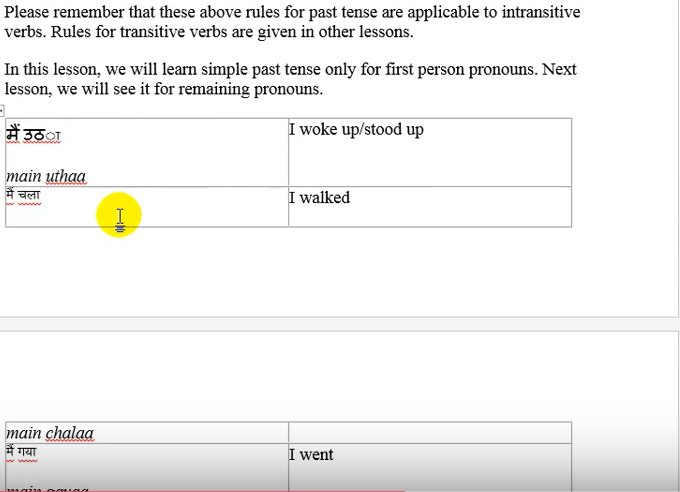 Please remember that these above rules for past tense are applicable to intransitive
verbs. Rules for transitive verbs are given in other lessons.
In this lesson, we will learn simple past tense only for first person pronouns. Next
lesson, we will see it for remaining pronouns.
मैं उठा I woke up/stood up
main uthaa
मैं चला I walked
main chalaa
मैं गया I went